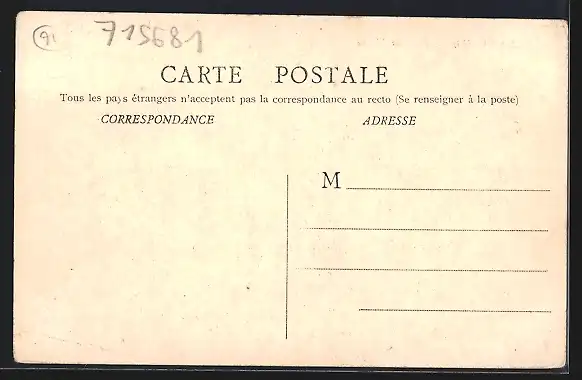 91 715681
CARTE POSTALE
Tous les pays étrangers n'acceptent pas la correspondance au recto (Se renseigner à la poste)
CORRESPONDANCE ADRESSE
M